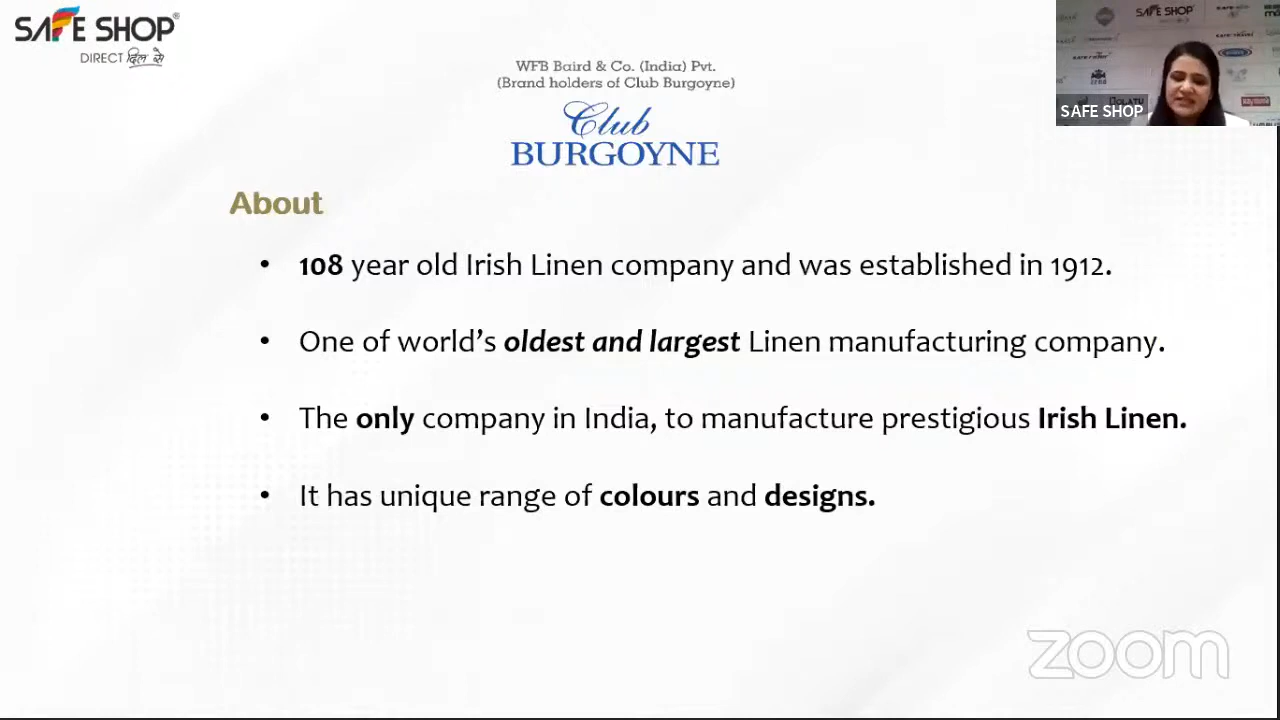 SAFE SHOP®
DIRECT दिल से
WFB Baird & Co. (India) Pvt.
(Brand holders of Club Burgoyne)
Club
BURGOYNE
SAFE SHOP
SAFE SHOP
About
• 108 year old Irish Linen company and was established in 1912.
• One of world’s oldest and largest Linen manufacturing company.
• The only company in India, to manufacture prestigious Irish Linen.
• It has unique range of colours and designs.
zoom